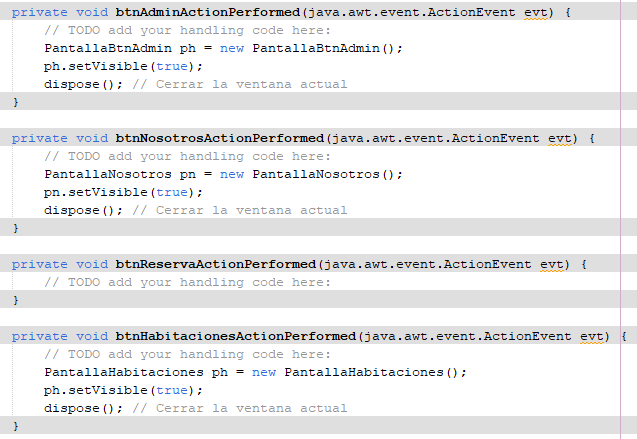 private void btnAdminActionPerformed(java.awt.event.ActionEvent evt) {
    // TODO add your handling code here:
    PantallaBtnAdmin ph = new PantallaBtnAdmin();
    ph.setVisible(true);
    dispose(); // Cerrar la ventana actual
}
private void btnNosotrosActionPerformed(java.awt.event.ActionEvent evt) {
    // TODO add your handling code here:
    PantallaNosotros pn = new PantallaNosotros();
    pn.setVisible(true);
    dispose(); // Cerrar la ventana actual
}
private void btnReservaActionPerformed(java.awt.event.ActionEvent evt) {
    // TODO add your handling code here:
}
private void btnHabitacionesActionPerformed(java.awt.event.ActionEvent evt) {
    // TODO add your handling code here:
    PantallaHabitaciones ph = new PantallaHabitaciones();
    ph.setVisible(true);
    dispose(); // Cerrar la ventana actual
}